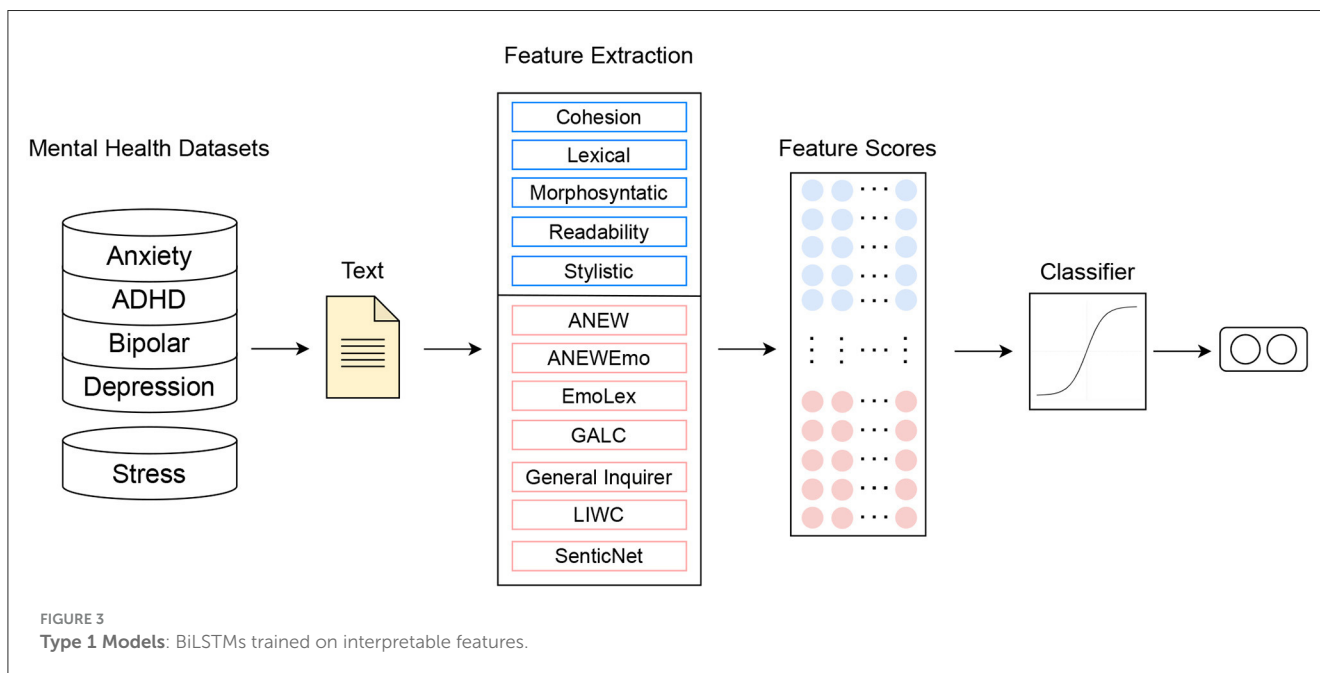 Feature Extraction
Mental Health Datasets
Anxiety
ADHD
Bipolar
Depression
Stress
Text
Cohesion
Lexical
Morphosyntatic
Readability
Stylistic
ANEW
ANEWEmo
EmoLex
GALC
General Inquirer
LIWC
SenticNet
Feature Scores
Classifier
FIGURE 3
Type 1 Models: BiLSTMs trained on interpretable features.